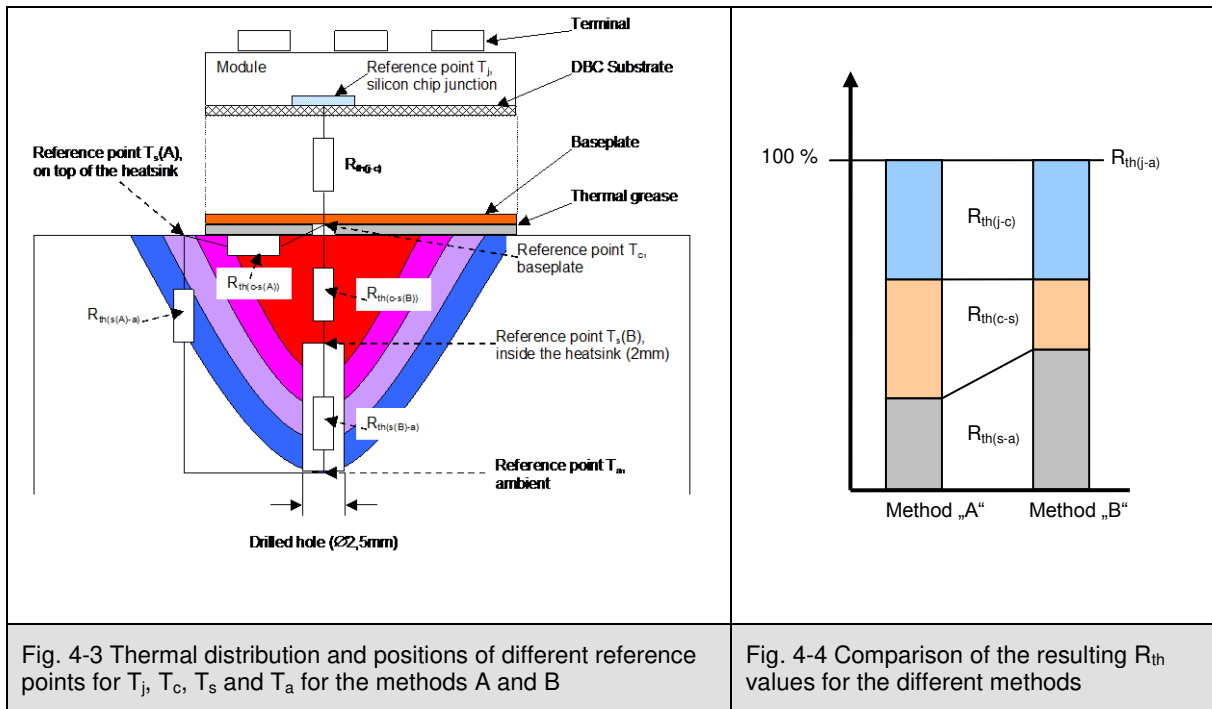 Terminal
Module
Reference point Tj,
silicon chip junction
DBC Substrate
Reference point Ts(A),
on top of the heatsink
Rth(j-c)
Baseplate
Thermal grease
Rth(c-s(A))
Reference point Tc,
baseplate
Rth(s(A)-a)
Rth(c-s(B))
Reference point Ts(B),
inside the heatsink (2mm)
Rth(s(B)-a)
Reference point Ta,
ambient
Drilled hole (Ø2,5mm)
100 %
Rth(j-a)
Rth(j-c)
Rth(c-s)
Rth(s-a)
Method „A“
Method „B“
Fig. 4-3 Thermal distribution and positions of different reference
points for Tj, Tc, Ts and Ta for the methods A and B
Fig. 4-4 Comparison of the resulting Rth
values for the different methods